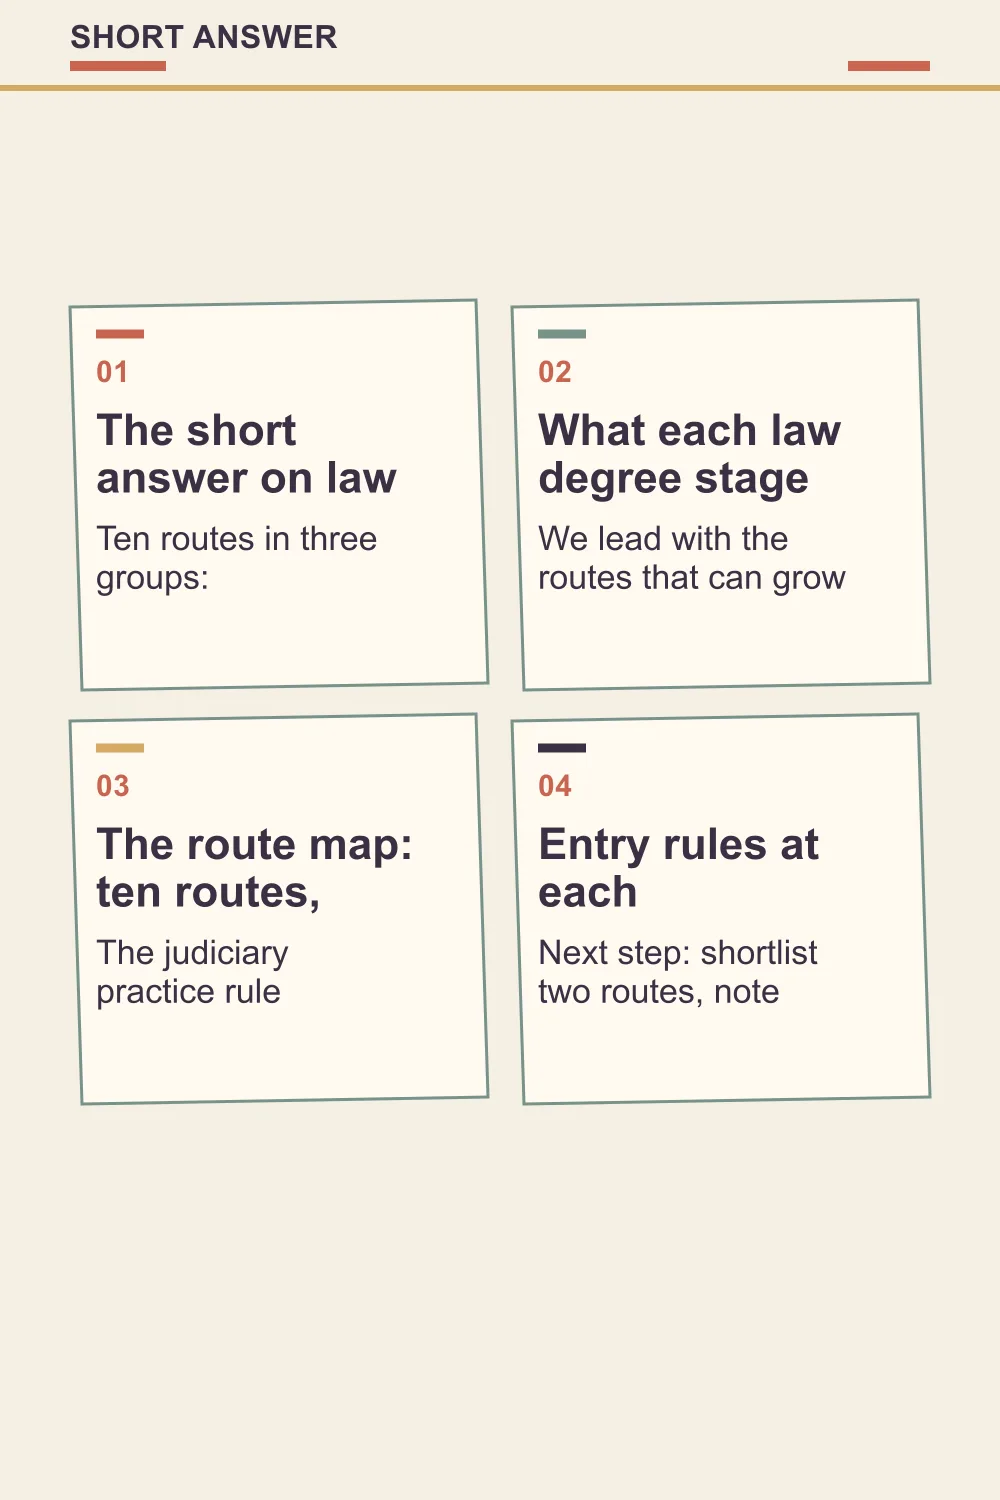 SHORT ANSWER
01
The short
answer on law
Ten routes in three
groups:
02
What each law
degree stage
We lead with the
routes that can grow
03
The route map:
ten routes,
The judiciary
practice rule
04
Entry rules at
each
Next step: shortlist
two routes, note